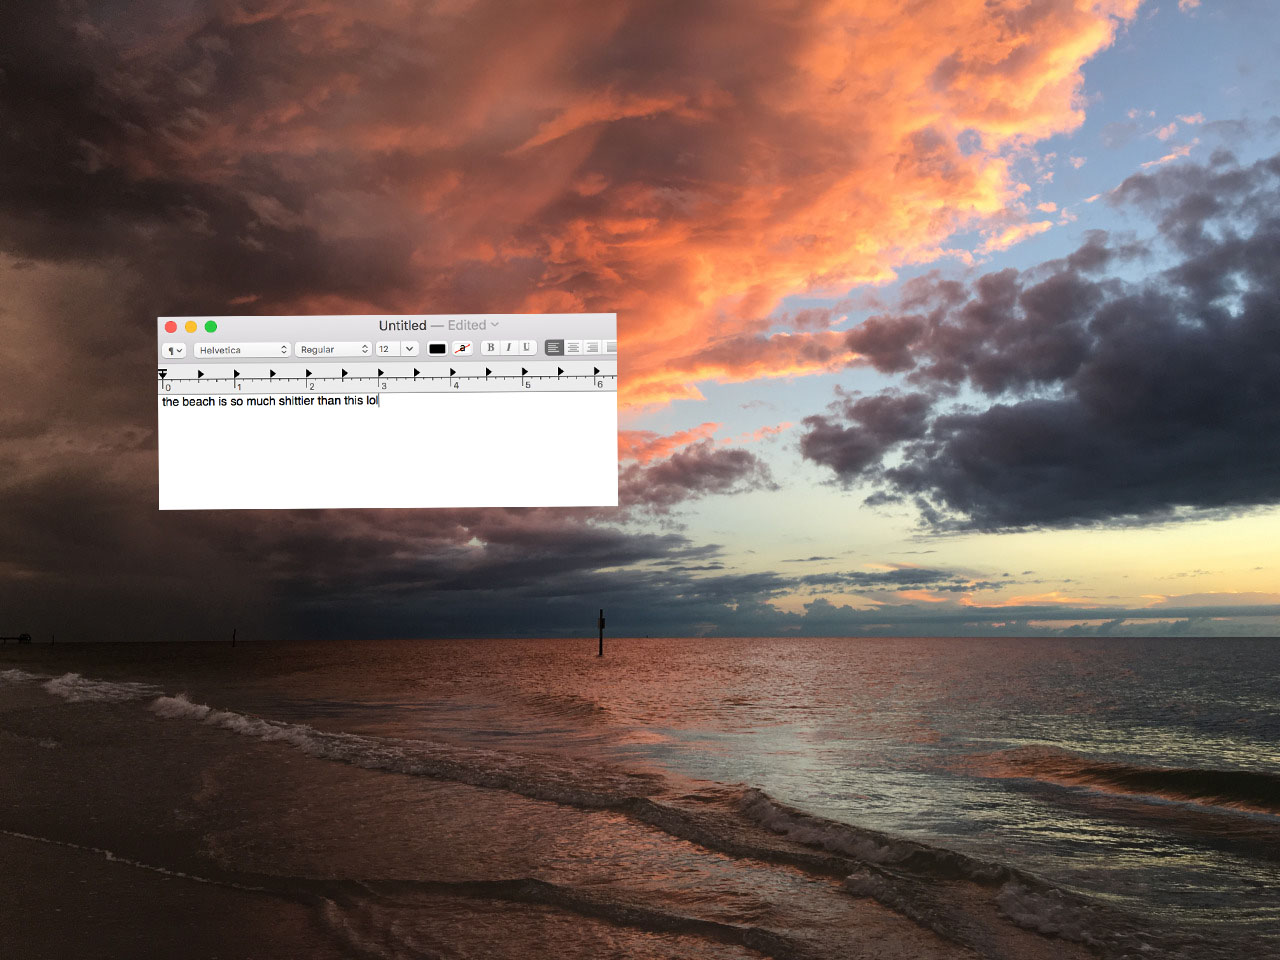 Untitled — Edited
¶ Helvetica Regular 12 a B I U
0 1 2 3 4 5 6
the beach is so much shittier than this lol